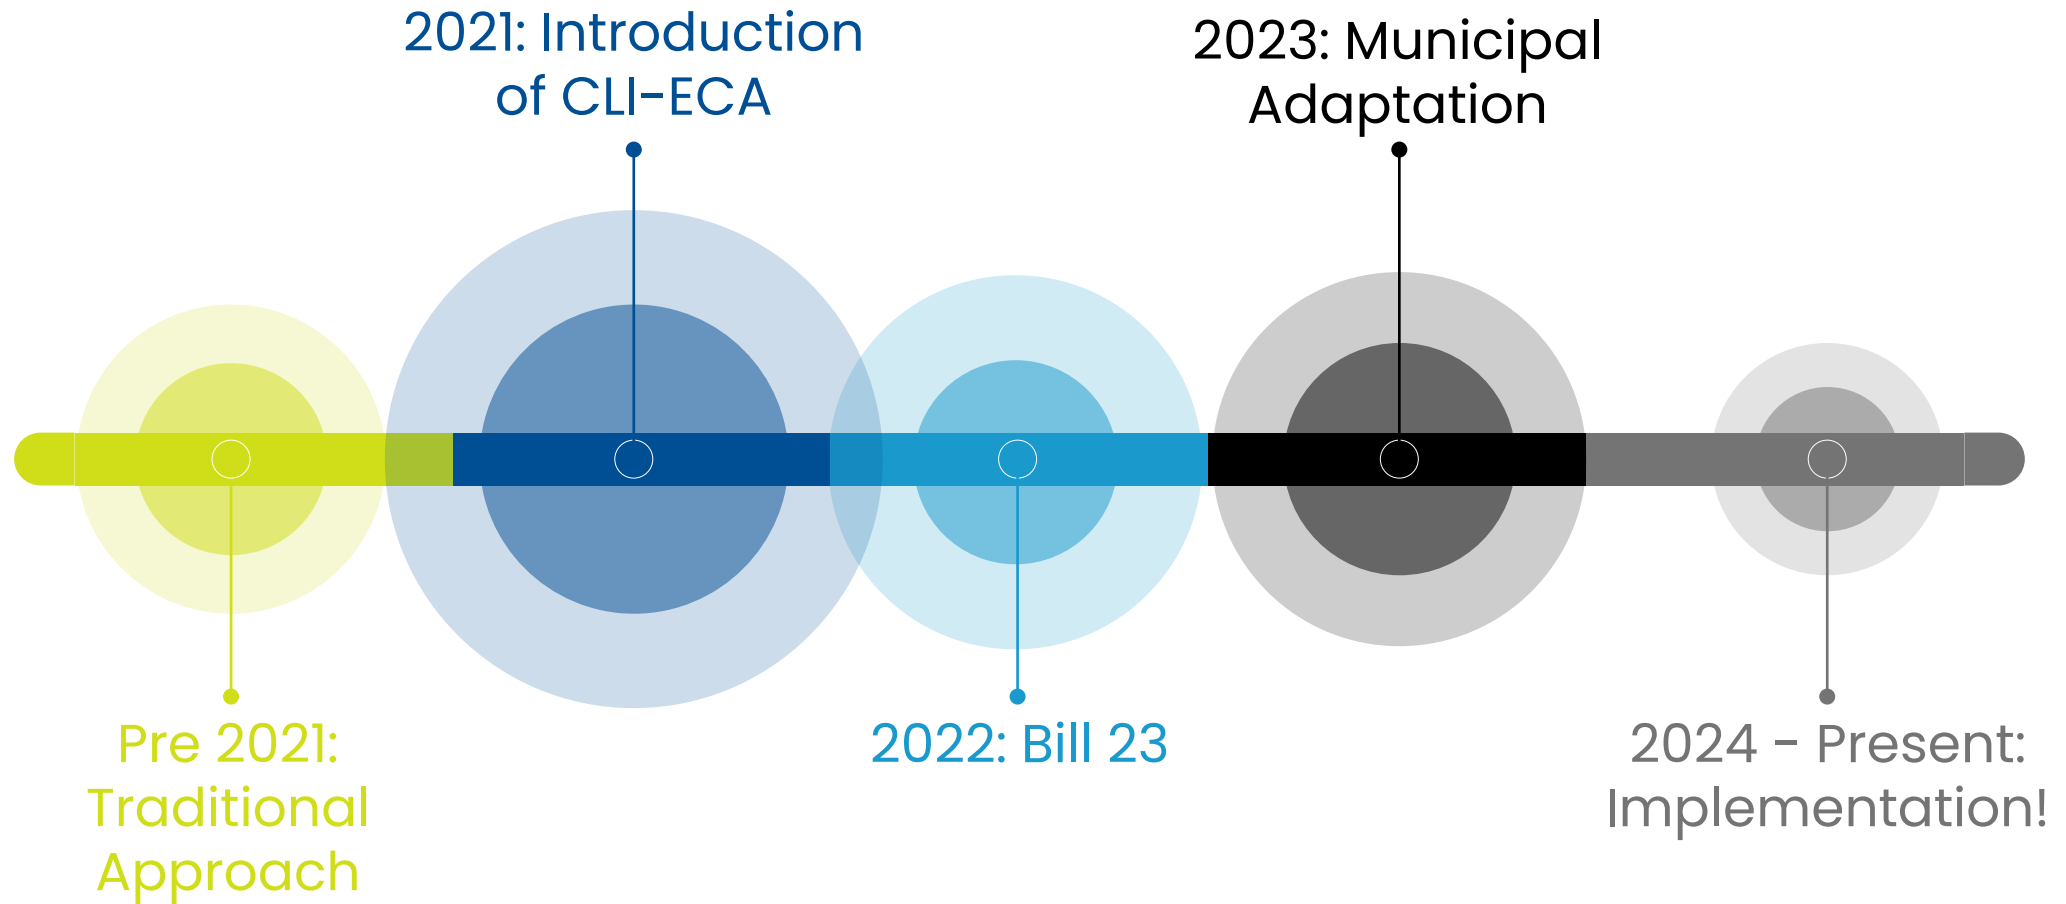 2021: Introduction
of CLI-ECA
2023: Municipal
Adaptation
Pre 2021:
Traditional
Approach
2022: Bill 23
2024 - Present:
Implementation!